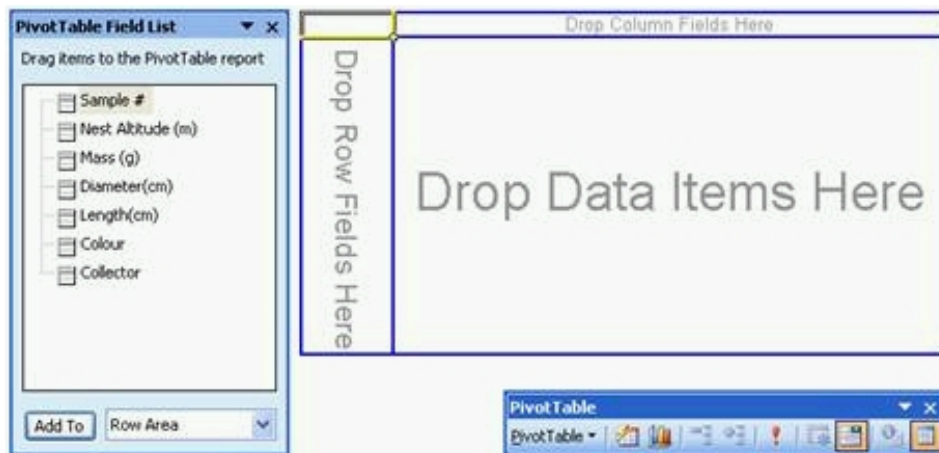 PivotTable Field List
Drag items to the PivotTable report
Sample #
Nest Altitude (m)
Mass (g)
Diameter(cm)
Length(cm)
Colour
Collector
Add To
Row Area
Drop Column Fields Here
Drop Row Fields Here
Drop Data Items Here
PivotTable
PivotTable